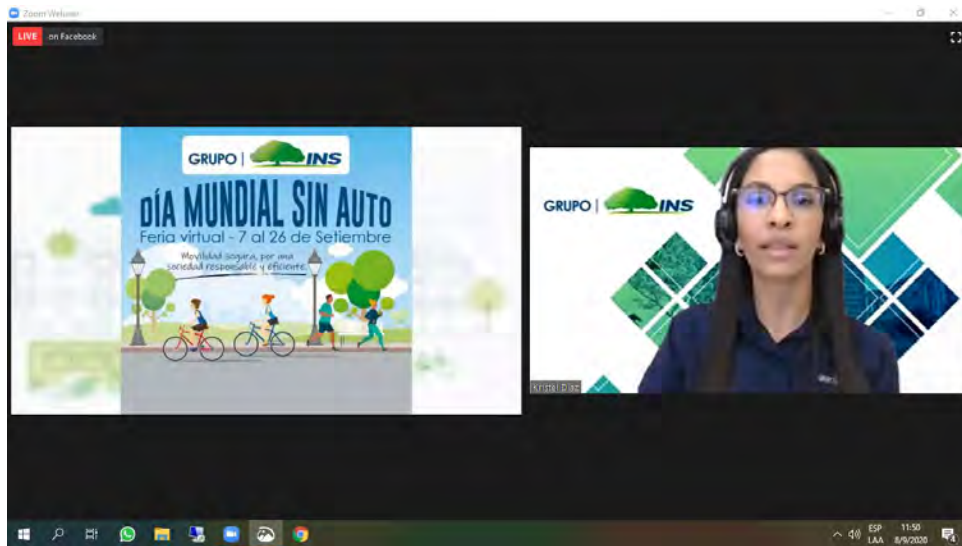 Zoom Webinar
LIVE on Facebook
GRUPO | INS
DÍA MUNDIAL SIN AUTO
Feria virtual - 7 al 26 de Setiembre
Movilidad segura, por una
sociedad responsable y eficiente.
GRUPO | INS
Kristel Díaz
ESP
LAA
11:50
8/9/2020
4